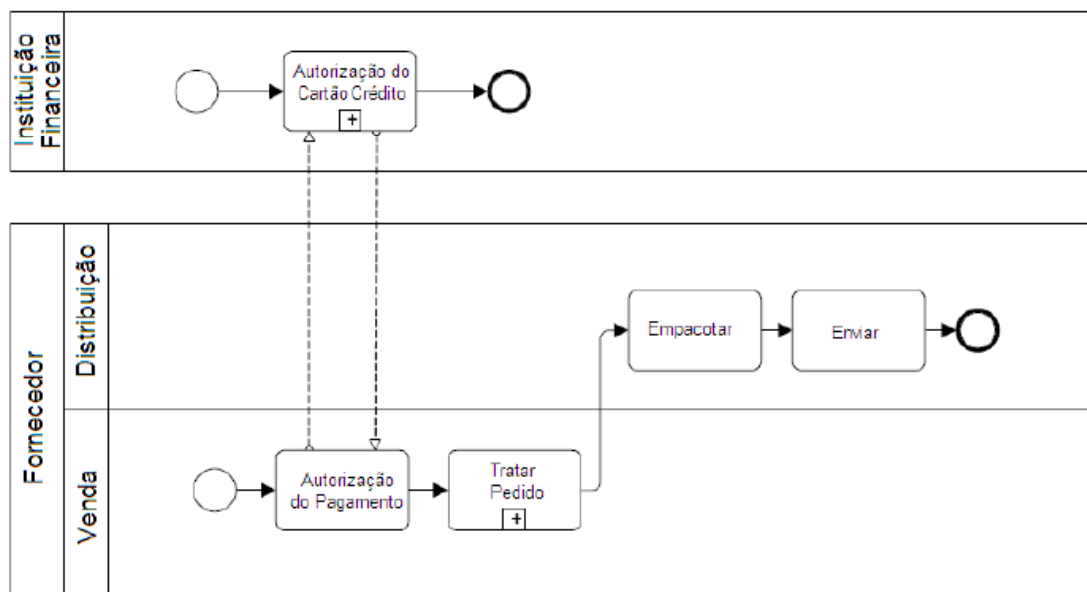 Instituição
Financeira
Autorização do
Cartão Crédito
+
Fornecedor
Distribuição
Empacotar
Enviar
Venda
Autorização
do Pagamento
Tratar
Pedido
+